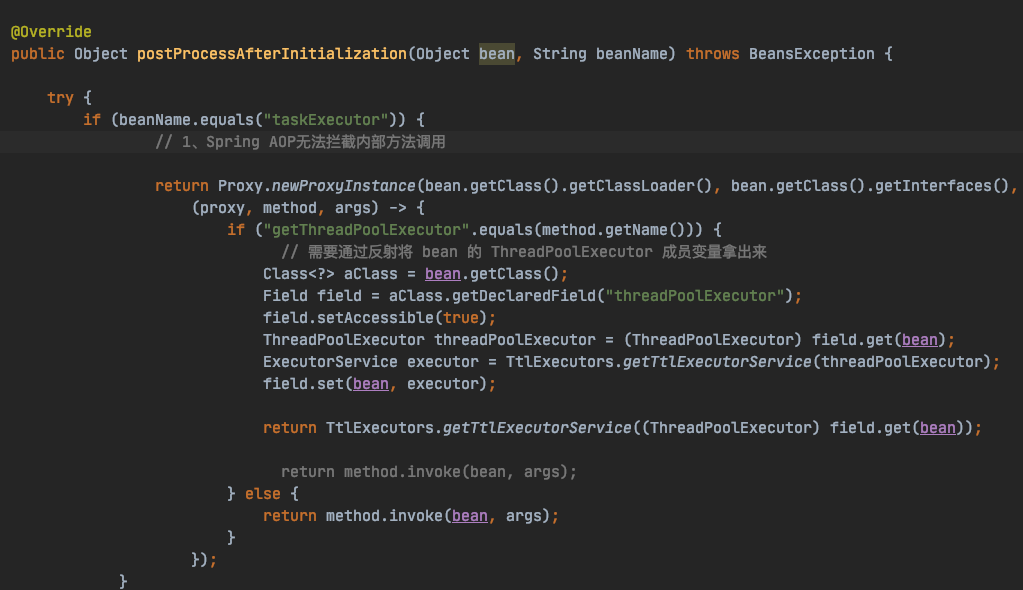 @Override
public Object postProcessAfterInitialization(Object bean, String beanName) throws BeansException {
try {
if (beanName.equals("taskExecutor")) {
// 1、Spring AOP无法拦截内部方法调用
return Proxy.newProxyInstance(bean.getClass().getClassLoader(), bean.getClass().getInterfaces(),
(proxy, method, args) -> {
if ("getThreadPoolExecutor".equals(method.getName())) {
// 需要通过反射将 bean 的 ThreadPoolExecutor 成员变量拿出来
Class<?> aClass = bean.getClass();
Field field = aClass.getDeclaredField("threadPoolExecutor");
field.setAccessible(true);
ThreadPoolExecutor threadPoolExecutor = (ThreadPoolExecutor) field.get(bean);
ExecutorService executor = TtlExecutors.getTtlExecutorService(threadPoolExecutor);
field.set(bean, executor);
return TtlExecutors.getTtlExecutorService((ThreadPoolExecutor) field.get(bean));
return method.invoke(bean, args);
} else {
return method.invoke(bean, args);
}
});
}